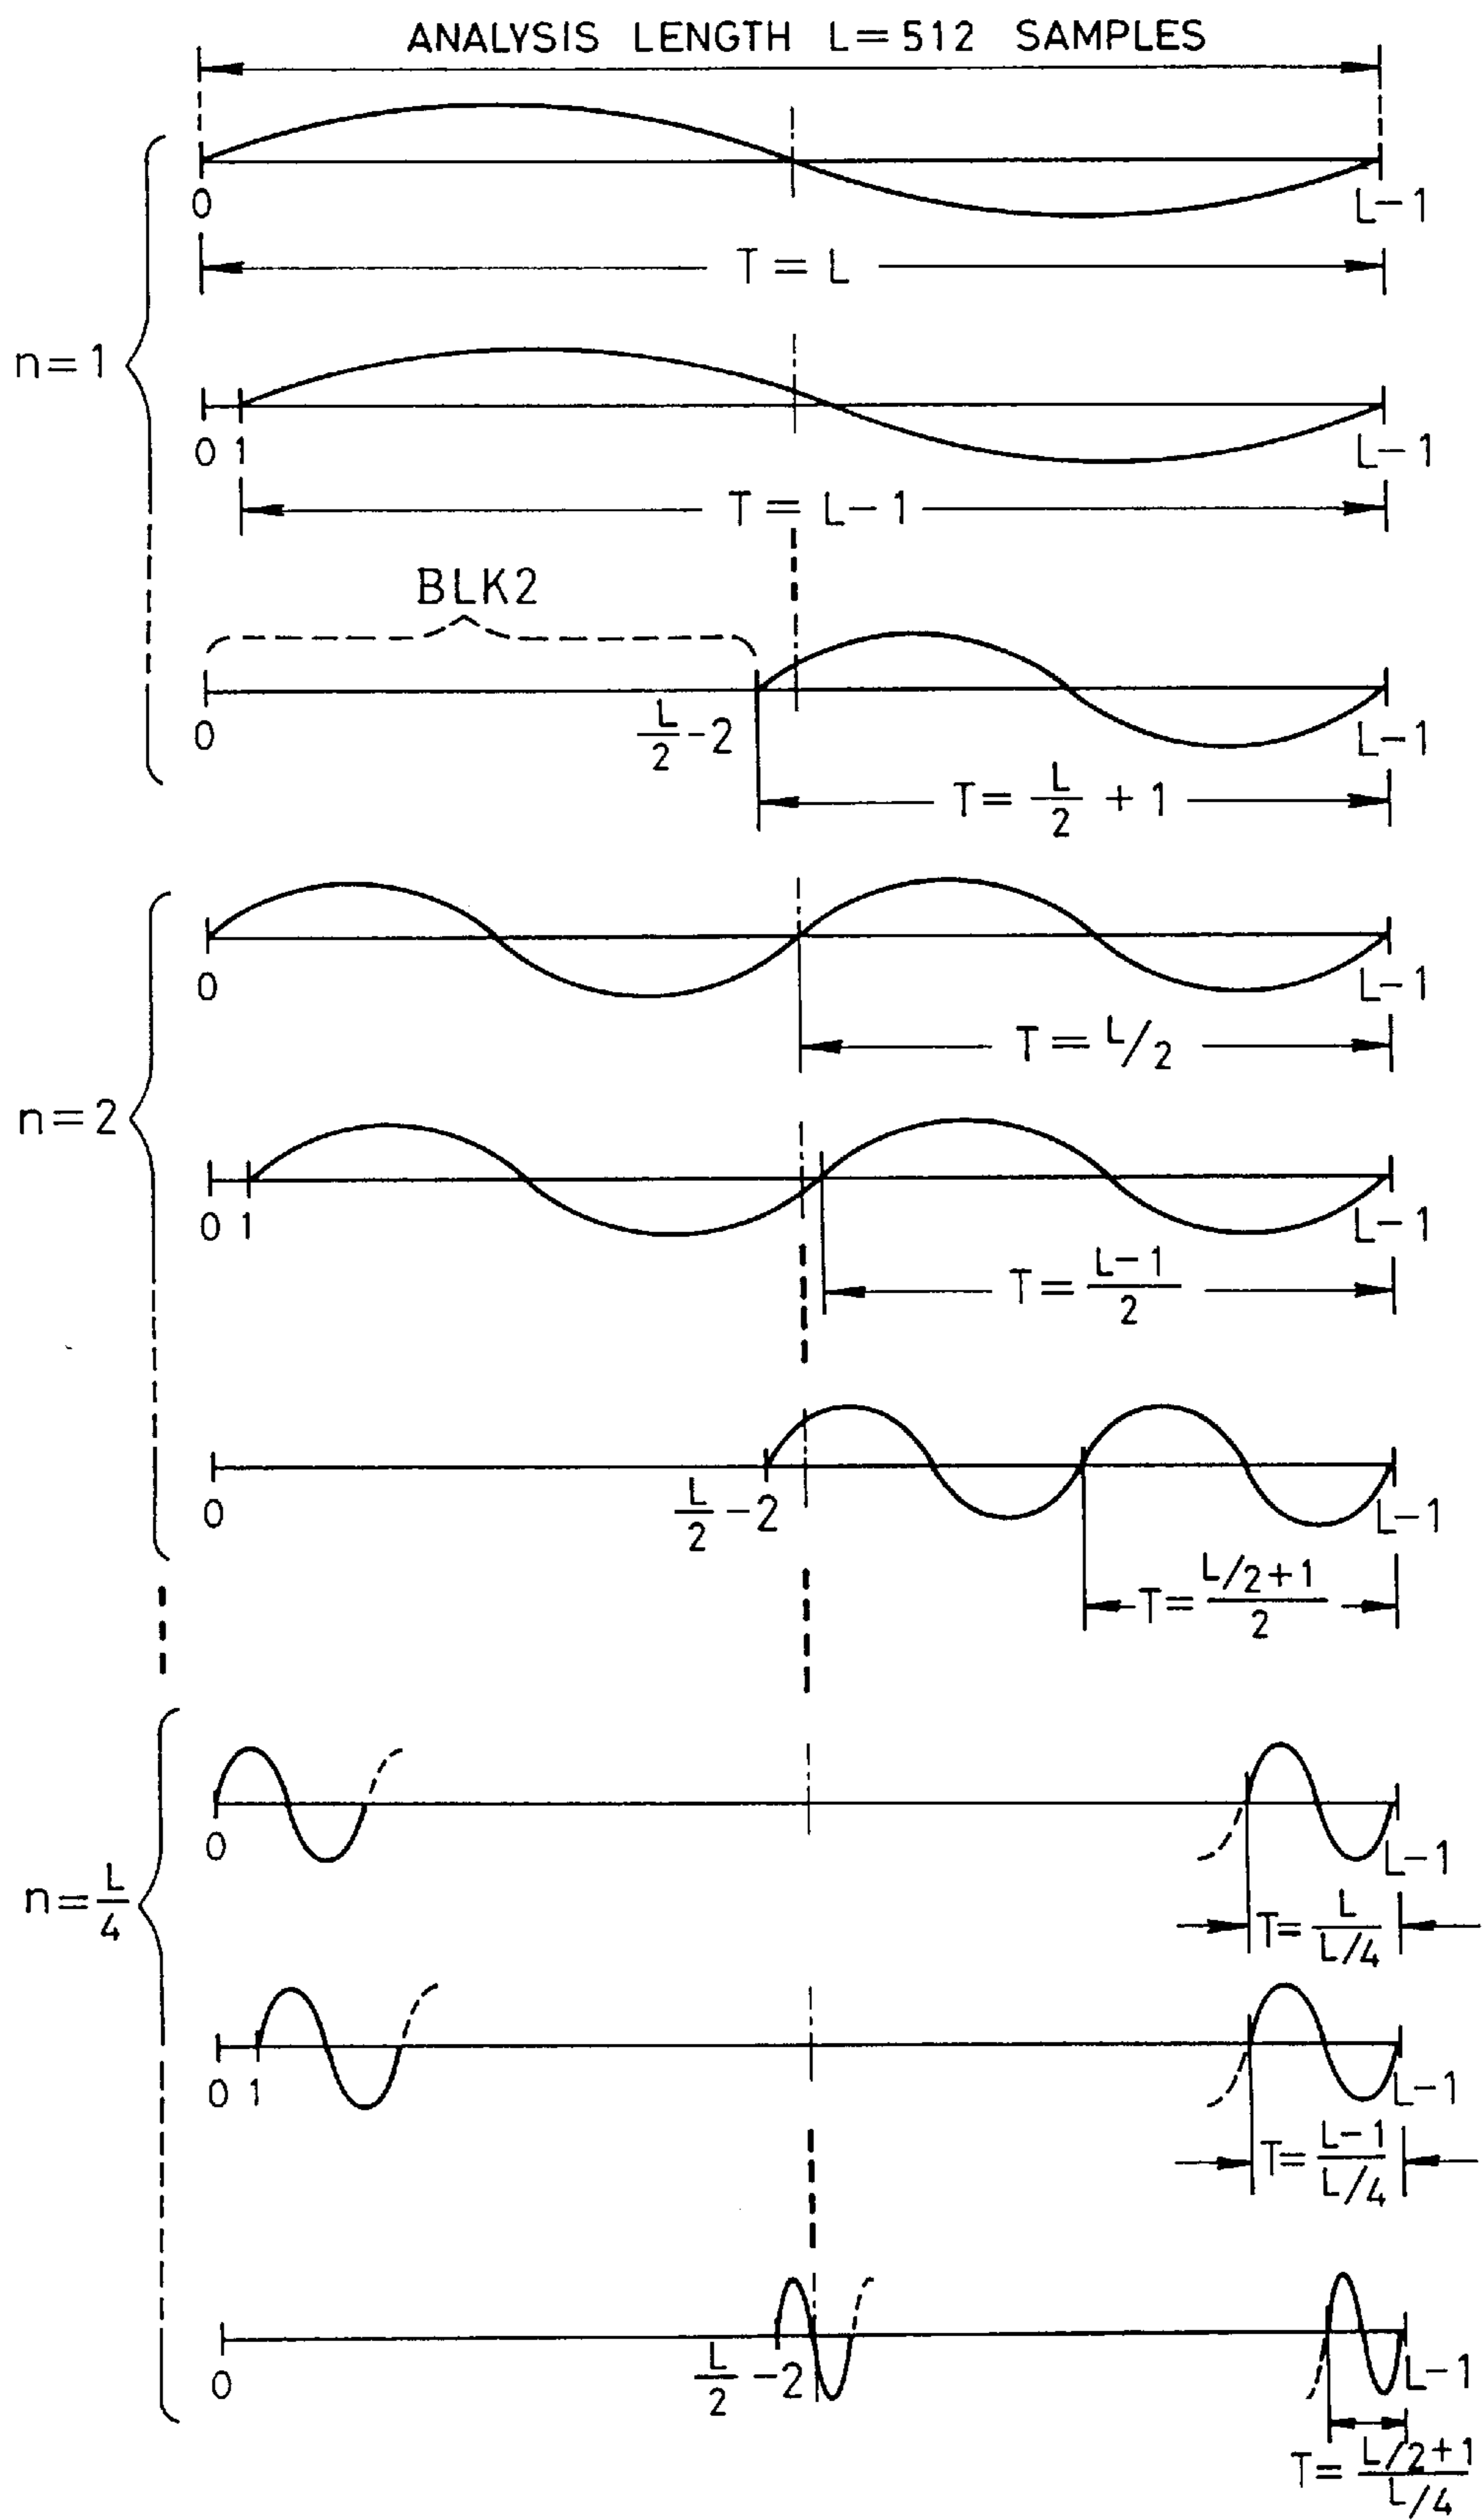 ANALYSIS LENGTH L=512 SAMPLES
0 L-1
T=L
n=1
0 1 L-1
T=L-1
BLK2
0 L/2-2 L-1
T=L/2+1
0 L-1
T=L/2
n=2
0 1 L-1
T=(L-1)/2
0 L/2-2 L-1
T=(L/2+1)/2
0 L-1
n=L/4
T=L/(L/4)
0 1 L-1
T=(L-1)/(L/4)
0 L/2-2 L-1
T=(L/2+1)/(L/4)